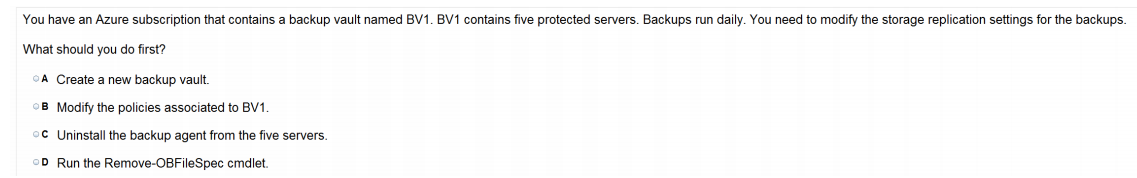 You have an Azure subscription that contains a backup vault named BV1. BV1 contains five protected servers. Backups run daily. You need to modify the storage replication settings for the backups.
What should you do first?
A Create a new backup vault.
B Modify the policies associated to BV1.
C Uninstall the backup agent from the five servers.
D Run the Remove-OBFileSpec cmdlet.